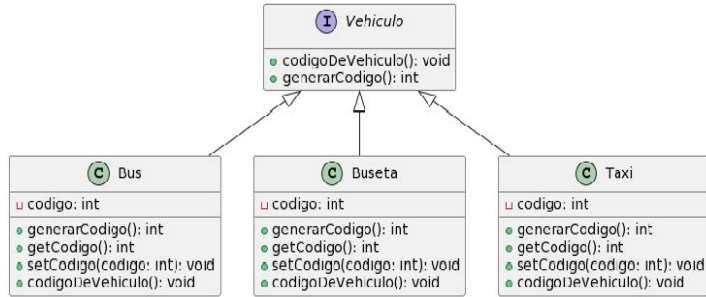 I Vehiculo
codigoDeVehiculo(): void
generarCodigo(): int
C Bus
codigo: int
generarCodigo(): int
getCodigo(): int
setCodigo(codigo: int): void
codigoDeVehiculo(): void
C Buseta
codigo: int
generarCodigo(): int
getCodigo(): int
setCodigo(codigo: int): void
codigoDeVehiculo(): void
C Taxi
codigo: int
generarCodigo(): int
getCodigo(): int
setCodigo(codigo: int): void
codigoDeVehiculo(): void